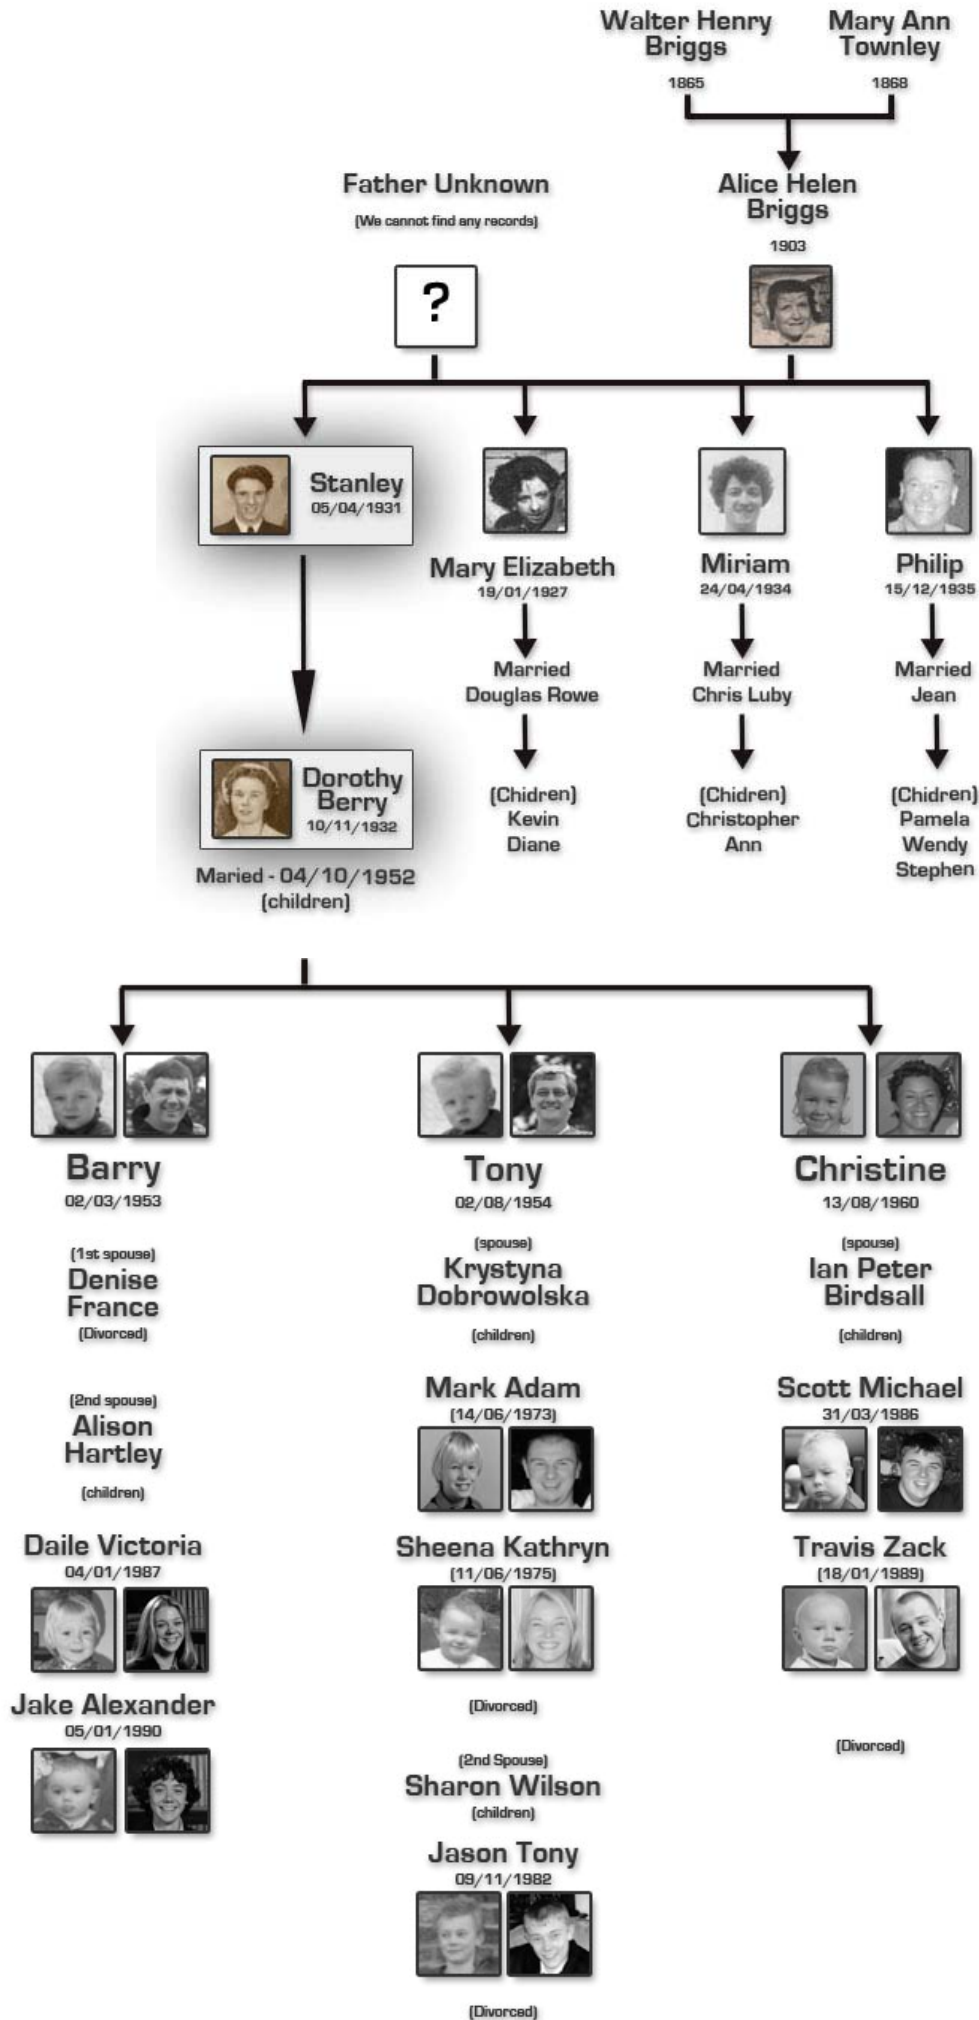 Walter Henry
Briggs
1865
Mary Ann
Townley
1868
Father Unknown
(We cannot find any records)
?
Alice Helen
Briggs
1903
Stanley
05/04/1931
Mary Elizabeth
19/01/1927
Married
Douglas Rowe
(Chidren)
Kevin
Diane
Miriam
24/04/1934
Married
Chris Luby
(Chidren)
Christopher
Ann
Philip
15/12/1935
Married
Jean
(Chidren)
Pamela
Wendy
Stephen
Dorothy
Berry
10/11/1932
Maried - 04/10/1952
(children)
Barry
02/03/1953
(1st spouse)
Denise
France
(Divorced)
(2nd spouse)
Alison
Hartley
(children)
Daile Victoria
04/01/1987
Jake Alexander
05/01/1990
Tony
02/08/1954
(spouse)
Krystyna
Dobrowolska
(children)
Mark Adam
(14/06/1973)
Sheena Kathryn
(11/06/1975)
(Divorced)
(2nd Spouse)
Sharon Wilson
(children)
Jason Tony
09/11/1982
(Divorced)
Christine
13/08/1960
(spouse)
Ian Peter
Birdsall
(children)
Scott Michael
31/03/1986
Travis Zack
(18/01/1989)
(Divorced)